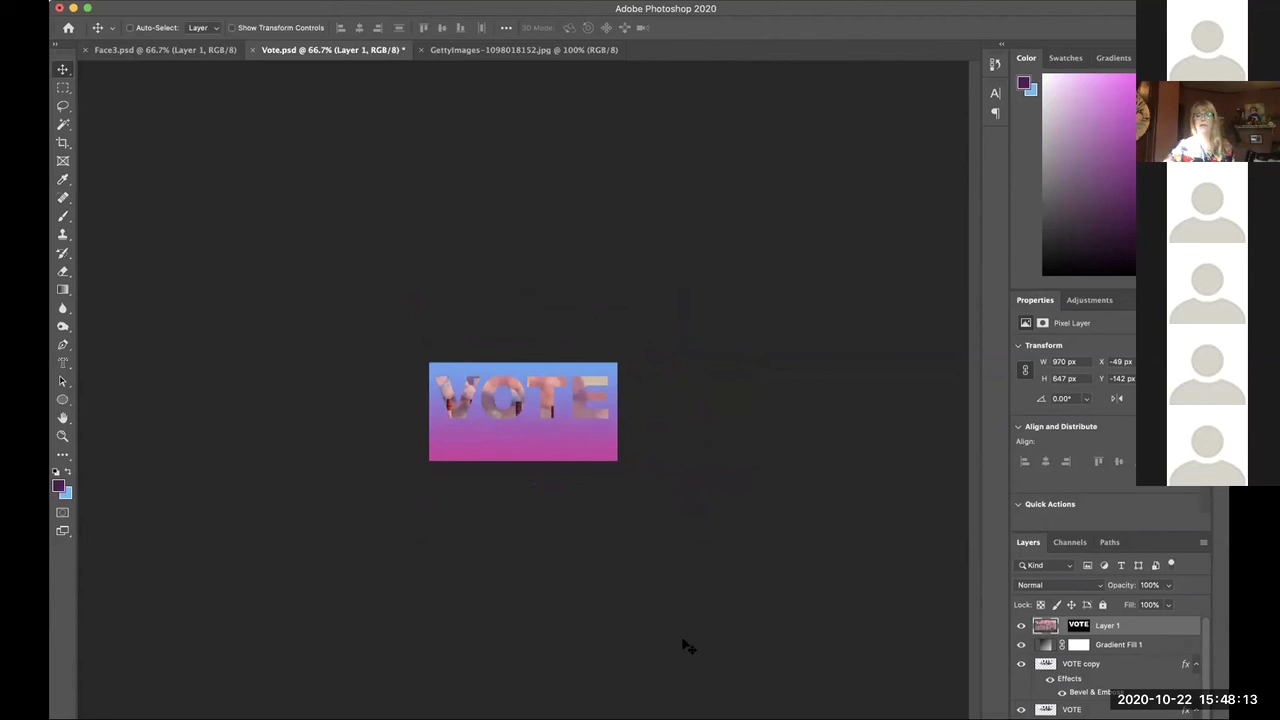 Adobe Photoshop 2020
Auto-Select: Layer Show Transform Controls 3D Mode:
Face3.psd @ 66.7% (Layer 1, RGB/8) Vote.psd @ 66.7% (Layer 1, RGB/8) * GettyImages-1098018152.jpg @ 100% (RGB/8)
Color Swatches Gradients
VOTE
Properties Adjustments
Pixel Layer
Transform
W 970 px X -49 px
H 647 px Y -142 px
0.00°
Align and Distribute
Align:
Quick Actions
Layers Channels Paths
Kind
Normal Opacity: 100%
Lock: Fill: 100%
VOTE Layer 1
Gradient Fill 1
VOTE copy fx
Effects
Bevel & Emboss
2020-10-22 15:48:13
VOTE fx